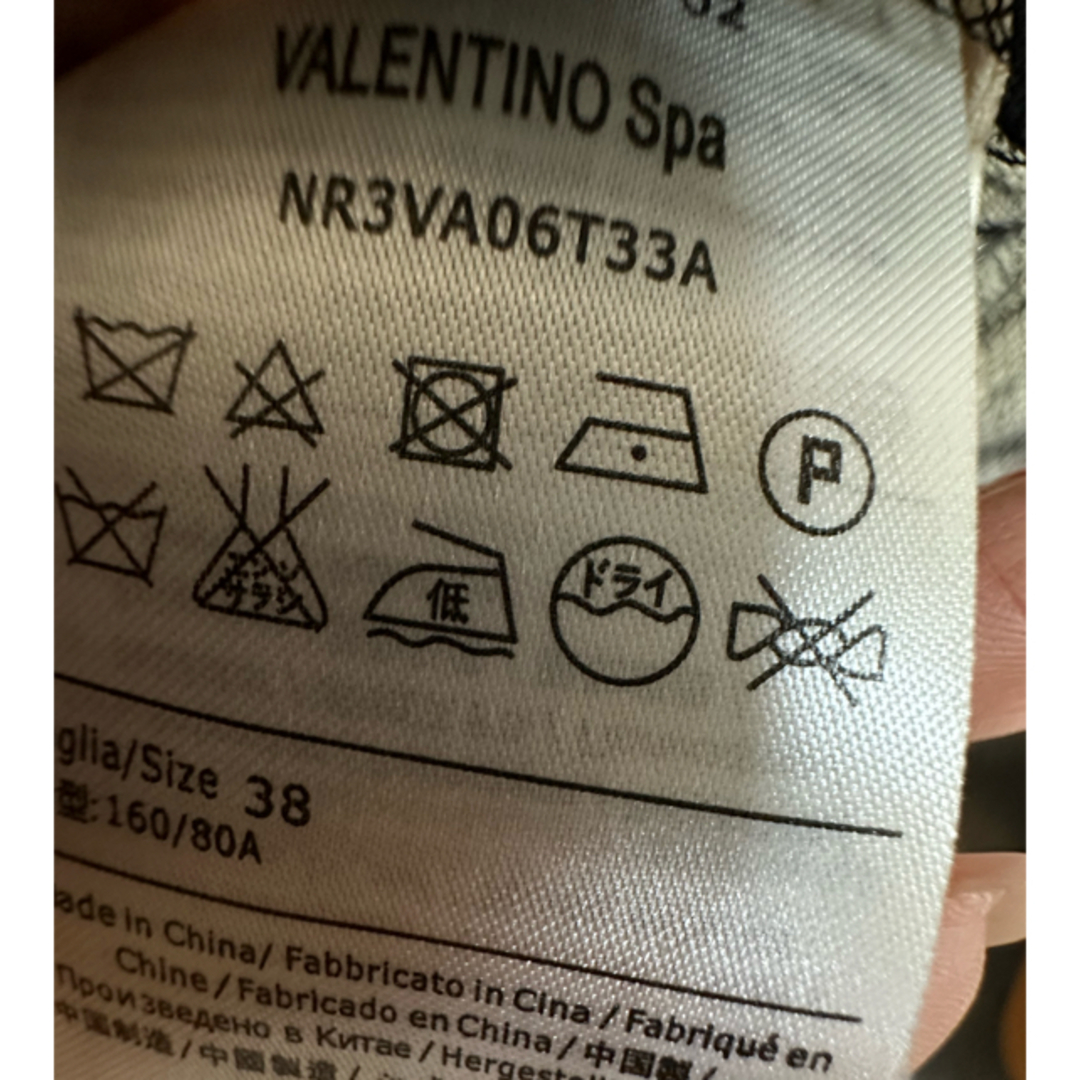 VALENTINO Spa
NR3VA06T33A
P
エンソ
サラシ
低
ドライ
glia/Size 38
型:160/80A
ade in China/ Fabbricato in Cina / Fabriqué en
Chine / Fabricado en China / 中国製 /
Произведено в Китае / Hergest
中国制造 / 中國製造 /